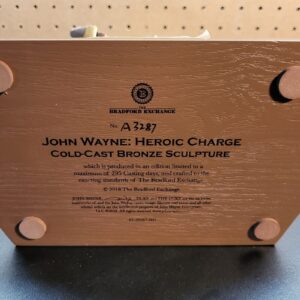 THE
BRADFORD EXCHANGE
No. A3287
JOHN WAYNE: HEROIC CHARGE
COLD-CAST BRONZE SCULPTURE
which is produced in an edition limited to a
maximum of 295 casting days, and crafted to the
exacting standards of The Bradford Exchange.
© 2018 The Bradford Exchange